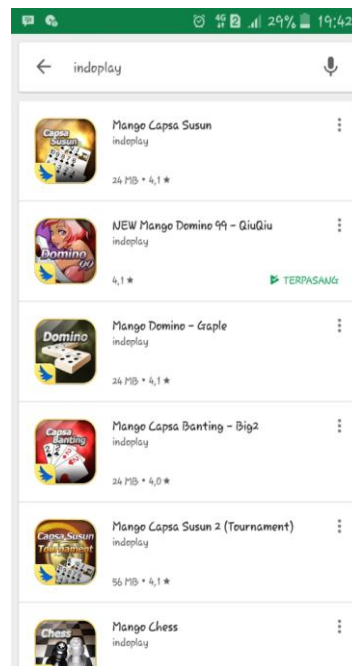 4G 2 29% 19:42
indoplay
Capsa
Susun
Mango Capsa Susun
indoplay
24 MB • 4,1 ★
Domino
99
NEW Mango Domino 99 - QiuQiu
indoplay
4,1 ★
TERPASANG
Domino
Mango Domino - Gaple
indoplay
24 MB • 4,1 ★
Capsa
Banting
Mango Capsa Banting - Big2
indoplay
24 MB • 4,0 ★
Capsa Susun
Tournament
Mango Capsa Susun 2 (Tournament)
indoplay
56 MB • 4,1 ★
Chess
Mango Chess
indoplay